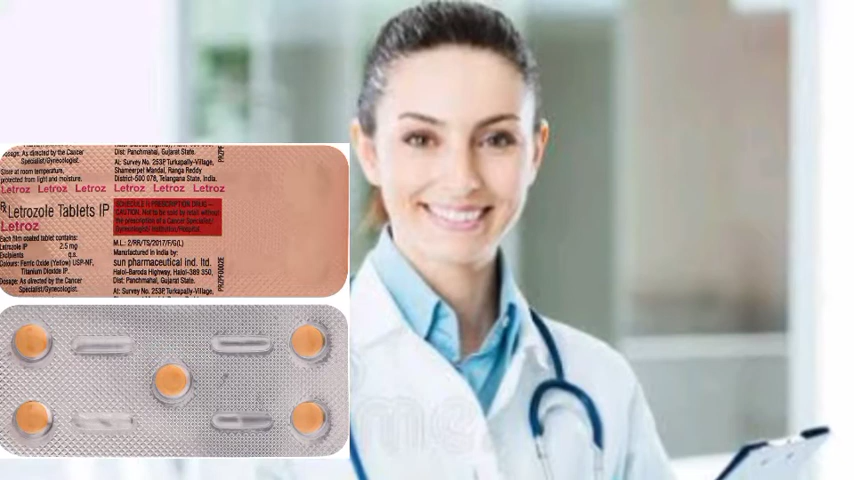 Dosage: As directed by the Cancer
Specialist/Gynecologist.
Store at room temperature,
protected from light and moisture.
Letroz Letroz Letroz Letroz Letroz Letroz
Rx Letrozole Tablets IP
Letroz
Each film coated tablet contains:
Letrozole IP 2.5 mg
Excipients q.s.
Colours: Ferric Oxide (Yellow) USP-NF,
Titanium Dioxide IP.
Dosage: As directed by the Cancer
Specialist/Gynecologist.
Dist: Panchmahal, Gujarat State.
At: Survey No. 253P, Turkapally-Village,
Shameerpet Mandal, Ranga Reddy
District-500 078, Telangana State, India.
SCHEDULE H PRESCRIPTION DRUG —
CAUTION: Not to be sold by retail without
the prescription of a Cancer Specialist/
Gynecologist/ Institution/Hospital.
M.L.: 2/RR/TS/2017/F/G(L)
Manufactured in India by:
sun pharmaceutical ind. ltd.
Halol-Baroda Highway, Halol-389 350,
Dist: Panchmahal, Gujarat State.
At: Survey No. 253P, Turkapally-Village,